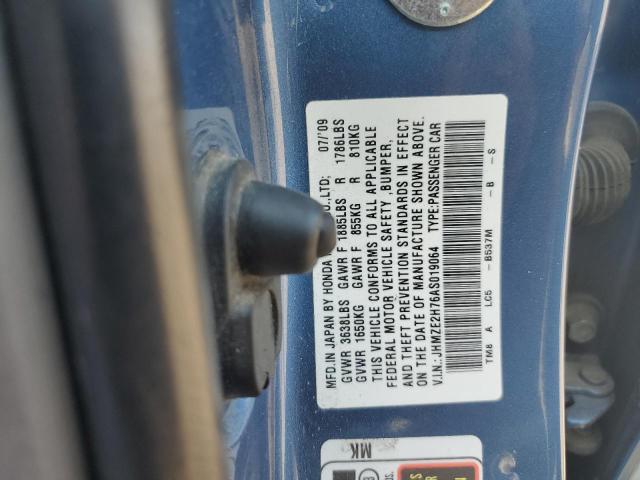 MFD. IN JAPAN BY HONDA O.,LTD; 07/'09
GVWR 3638LBS GAWR F 1885LBS R 1786LBS
GVWR 1650KG GAWR F 855KG R 810KG
THIS VEHICLE CONFORMS TO ALL APPLICABLE
FEDERAL MOTOR VEHICLE SAFETY ,BUMPER,
AND THEFT PREVENTION STANDARDS IN EFFECT
ON THE DATE OF MANUFACTURE SHOWN ABOVE.
V.I.N.: JHMZE2H76AS019064 TYPE:PASSENGER CAR
TM8 A LC5 -B537M -B -S
MK